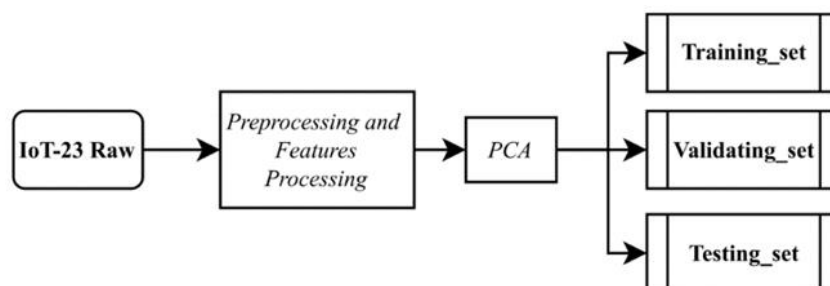 IoT-23 Raw
Preprocessing and
Features
Processing
PCA
Training_set
Validating_set
Testing_set